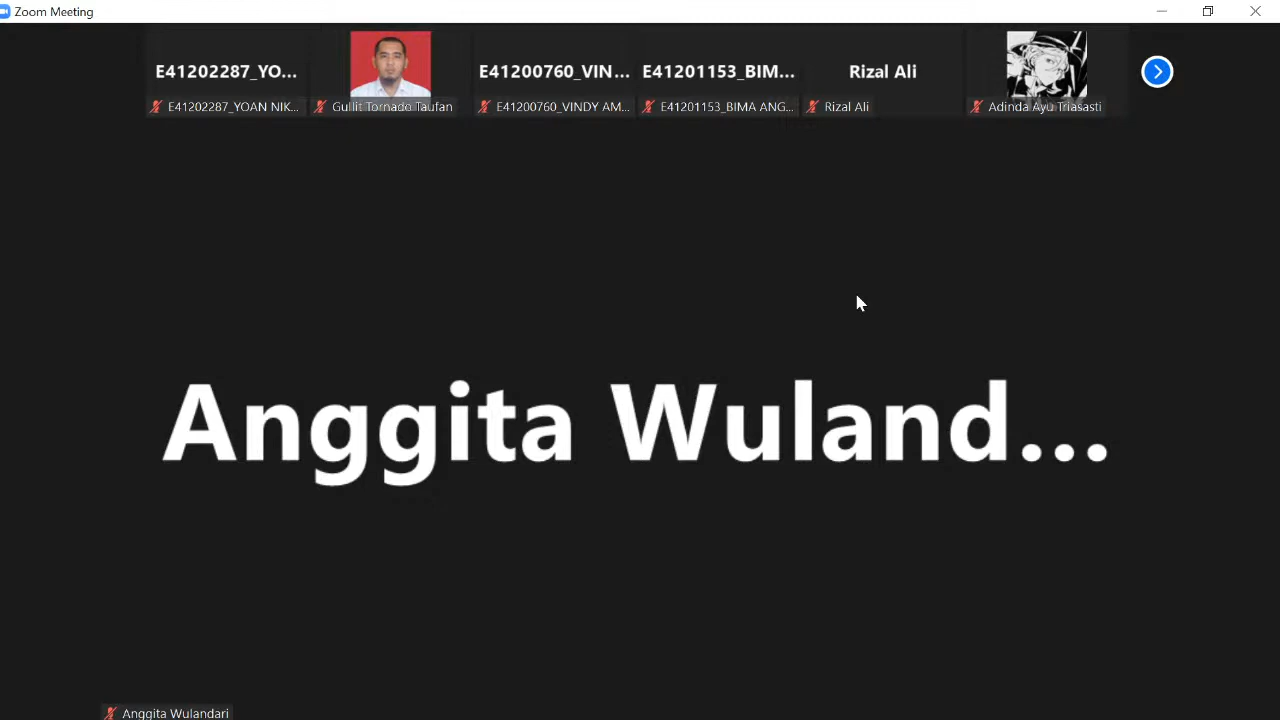 Zoom Meeting
E41202287_YO...
E41200760_VIN...
E41201153_BIM...
Rizal Ali
E41202287_YOAN NIK...
Gullit Tornado Taufan
E41200760_VINDY AM...
E41201153_BIMA ANG...
Rizal Ali
Adinda Ayu Triasasti
Anggita Wuland...
Anggita Wulandari